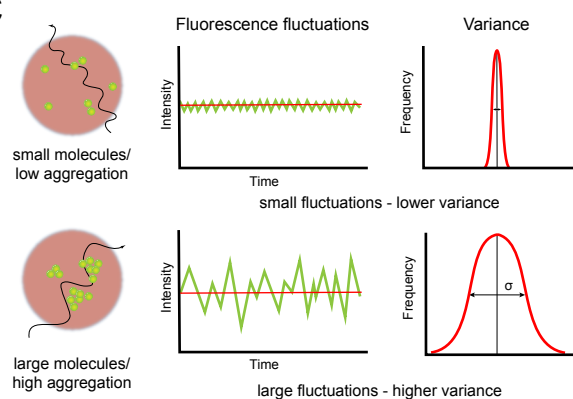 Fluorescence fluctuations
Variance
Intensity
Time
Frequency
small molecules/
low aggregation
small fluctuations - lower variance
Intensity
Time
Frequency
σ
large molecules/
high aggregation
large fluctuations - higher variance